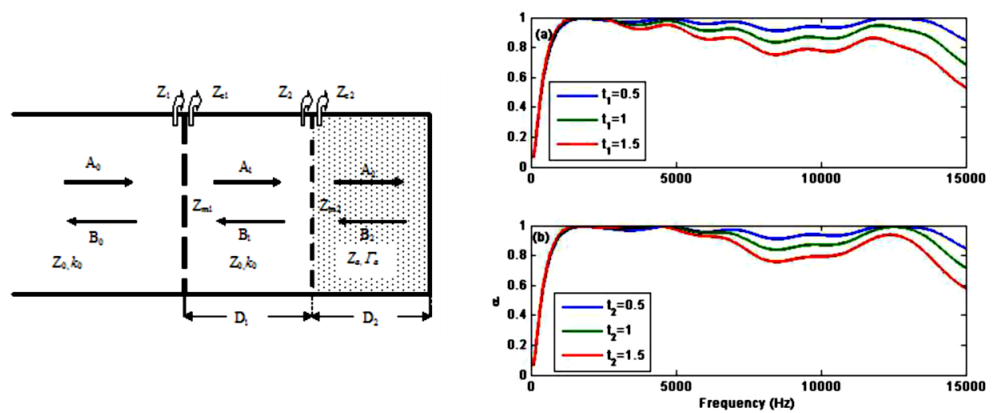 Z1 Zs1 Z2 Zs2
A0 A1 A2
Zm1 Zm2
B0 B1 B2
Z0, k0 Z0, k0 Za, Γa
D1 D2
(a)
1
0.8
0.6
0.4
0.2
1
0 5000 10000 15000
t1=0.5
t1=1
t1=1.5
(b)
1
0.8
0.6
0.4
0.2
0
0 5000 10000 15000
t2=0.5
t2=1
t2=1.5
Frequency (Hz)